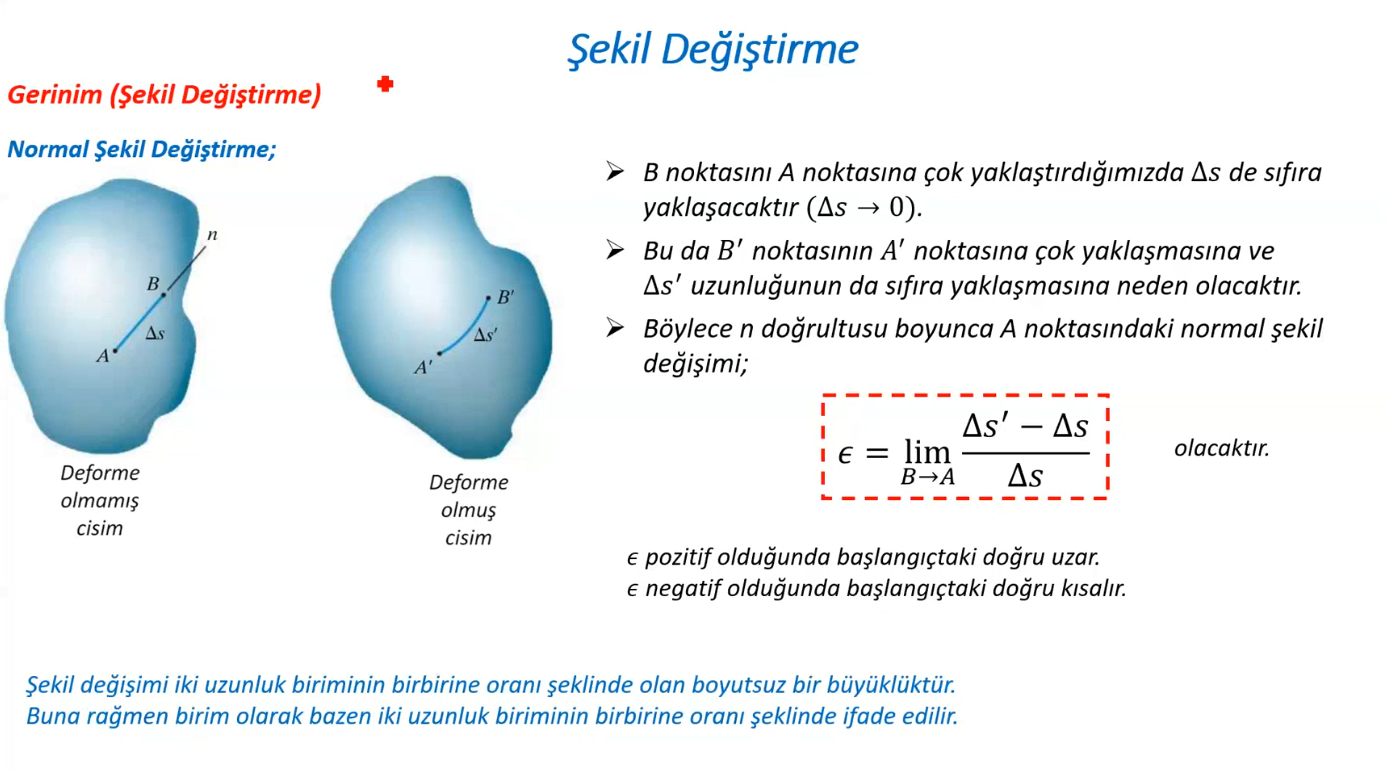 Şekil Değiştirme
Gerinim (Şekil Değiştirme)
Normal Şekil Değiştirme;
n
B
Δs
A
Deforme
olmamış
cisim
B′
Δs′
A′
Deforme
olmuş
cisim
B noktasını A noktasına çok yaklaştırdığımızda Δs de sıfıra
yaklaşacaktır (Δs → 0).
Bu da B′ noktasının A′ noktasına çok yaklaşmasına ve
Δs′ uzunluğunun da sıfıra yaklaşmasına neden olacaktır.
Böylece n doğrultusu boyunca A noktasındaki normal şekil
değişimi;
ϵ = lim B→A (Δs′ − Δs) / Δs
olacaktır.
ϵ pozitif olduğunda başlangıçtaki doğru uzar.
ϵ negatif olduğunda başlangıçtaki doğru kısalır.
Şekil değişimi iki uzunluk biriminin birbirine oranı şeklinde olan boyutsuz bir büyüklüktür.
Buna rağmen birim olarak bazen iki uzunluk biriminin birbirine oranı şeklinde ifade edilir.